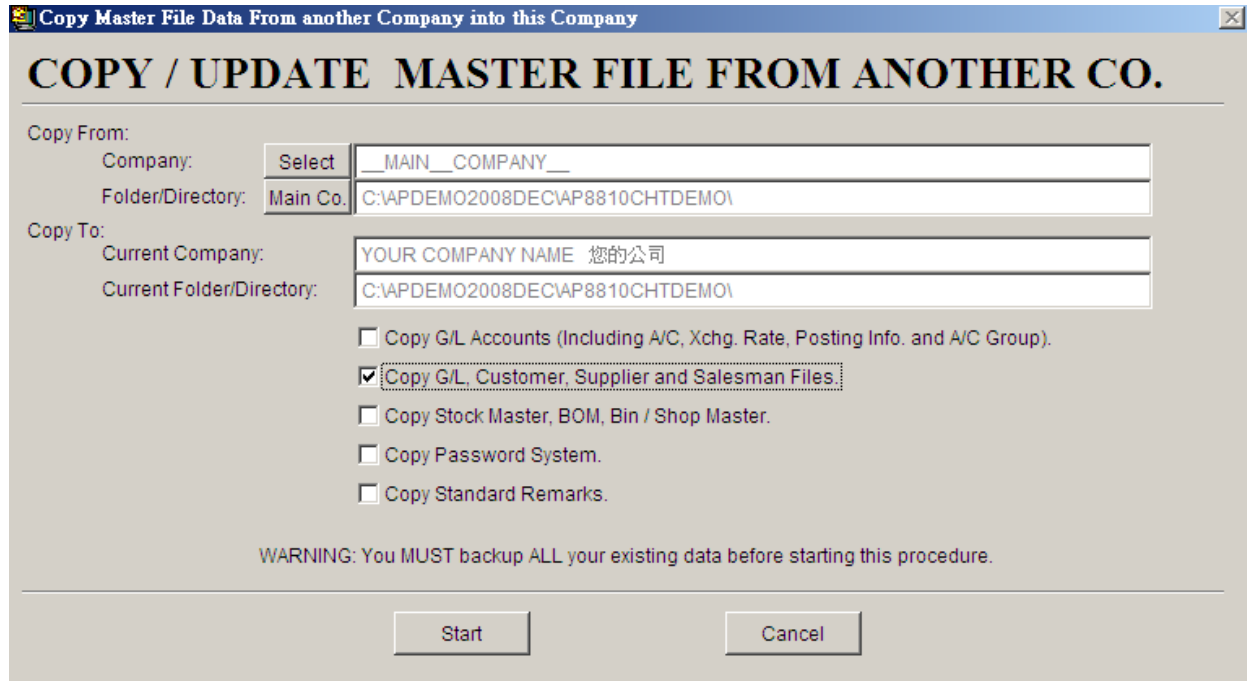 Copy Master File Data From another Company into this Company
COPY / UPDATE MASTER FILE FROM ANOTHER CO.
Copy From:
Company: Select __MAIN__COMPANY__
Folder/Directory: Main Co. C:\APDEMO2008DEC\AP8810CHTDEMO\
Copy To:
Current Company: YOUR COMPANY NAME 您的公司
Current Folder/Directory: C:\APDEMO2008DEC\AP8810CHTDEMO\
Copy G/L Accounts (Including A/C, Xchg. Rate, Posting Info. and A/C Group).
Copy G/L, Customer, Supplier and Salesman Files.
Copy Stock Master, BOM, Bin / Shop Master.
Copy Password System.
Copy Standard Remarks.
WARNING: You MUST backup ALL your existing data before starting this procedure.
Start Cancel